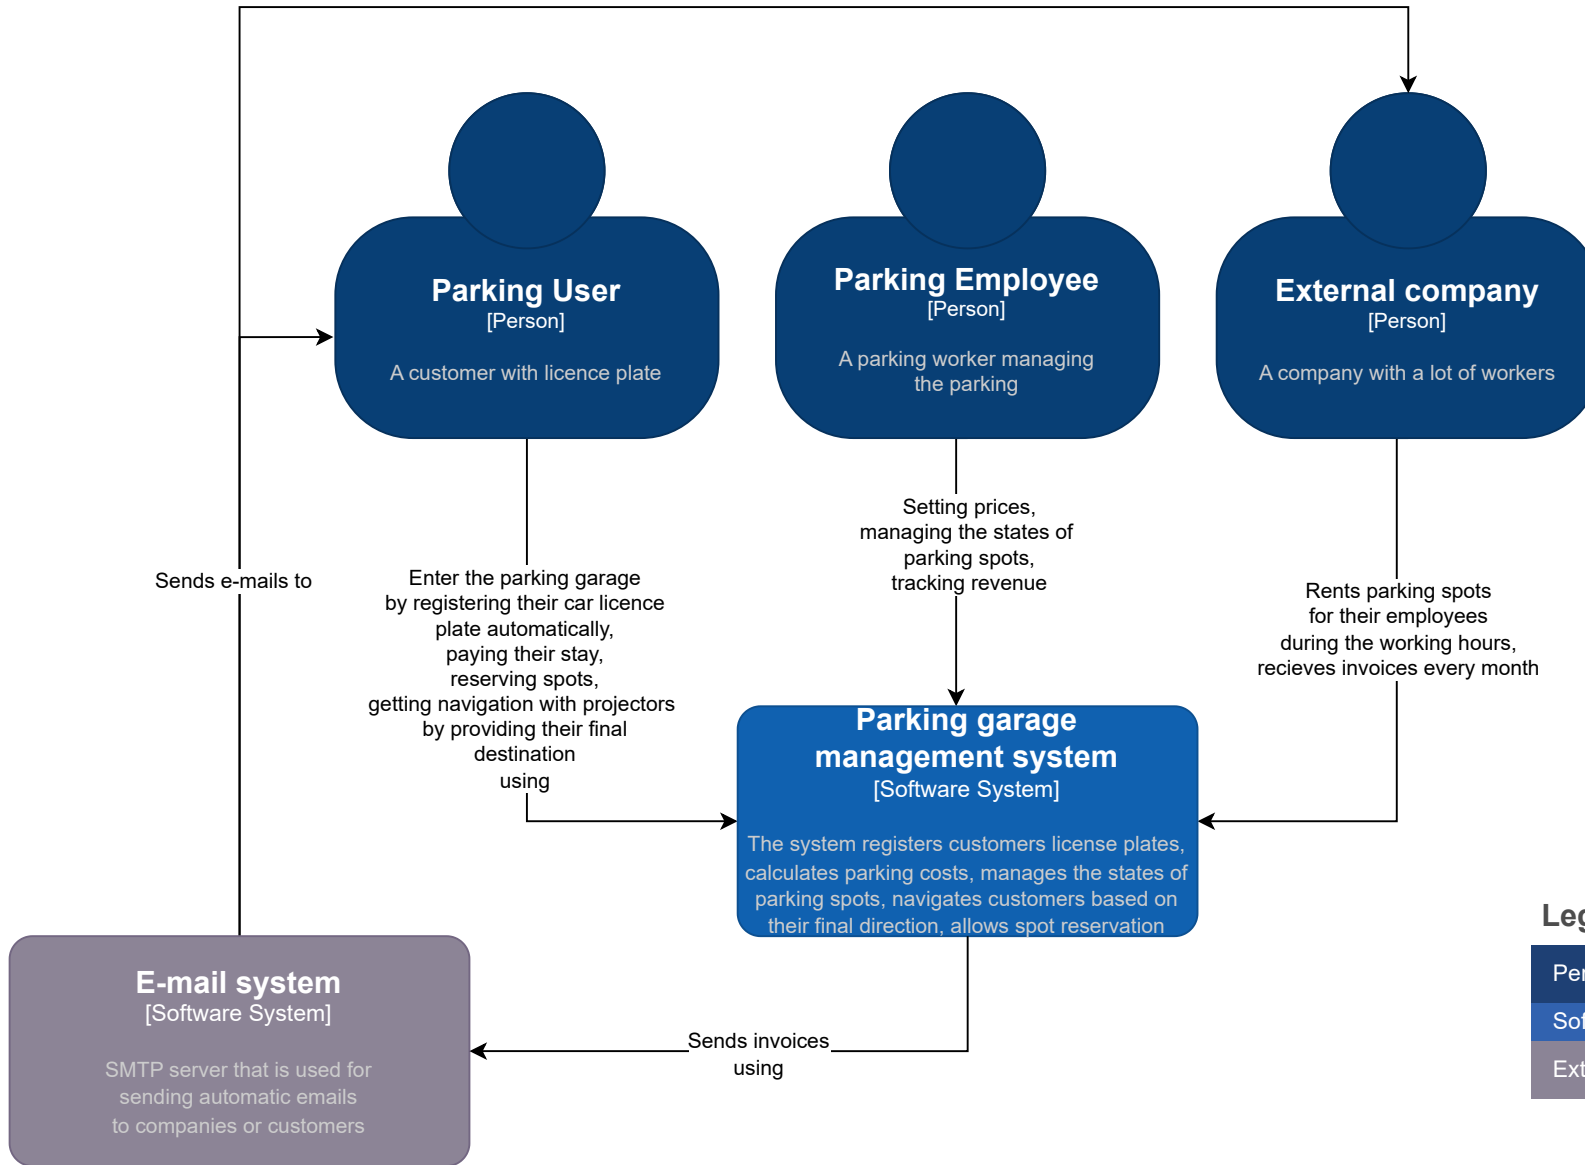 Parking User
[Person]
A customer with licence plate
Parking Employee
[Person]
A parking worker managing
the parking
External company
[Person]
A company with a lot of workers
Sends e-mails to
Enter the parking garage
by registering their car licence
plate automatically,
paying their stay,
reserving spots,
getting navigation with projectors
by providing their final
destination
using
Setting prices,
managing the states of
parking spots,
tracking revenue
Rents parking spots
for their employees
during the working hours,
recieves invoices every month
Parking garage
management system
[Software System]
The system registers customers license plates,
calculates parking costs, manages the states of
parking spots, navigates customers based on
their final direction, allows spot reservation
E-mail system
[Software System]
SMTP server that is used for
sending automatic emails
to companies or customers
Sends invoices
using
Leg
Per
Sof
Ext